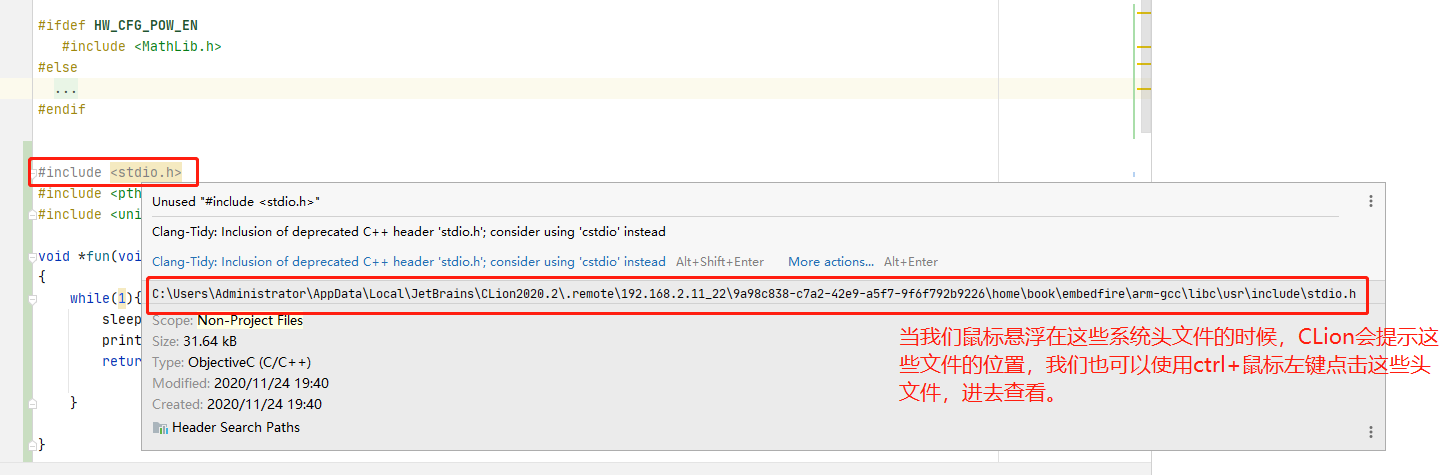 #ifdef HW_CFG_POW_EN
#include <MathLib.h>
#else
...
#endif
#include <stdio.h>
#include <pth
#include <uni
void *fun(voi
{
while(1){
sleep
print
retur
}
}
Unused "#include <stdio.h>"
Clang-Tidy: Inclusion of deprecated C++ header 'stdio.h'; consider using 'cstdio' instead
Clang-Tidy: Inclusion of deprecated C++ header 'stdio.h'; consider using 'cstdio' instead Alt+Shift+Enter More actions... Alt+Enter
C:\Users\Administrator\AppData\Local\JetBrains\CLion2020.2\.remote\192.168.2.11_22\9a98c838-c7a2-42e9-a5f7-9f6f792b9226\home\book\embedfire\arm-gcc\libc\usr\include\stdio.h
Scope: Non-Project Files
Size: 31.64 kB
Type: ObjectiveC (C/C++)
Modified: 2020/11/24 19:40
Created: 2020/11/24 19:40
Header Search Paths
当我们鼠标悬浮在这些系统头文件的时候，CLion会提示这
些文件的位置，我们也可以使用ctrl+鼠标左键点击这些头
文件，进去查看。